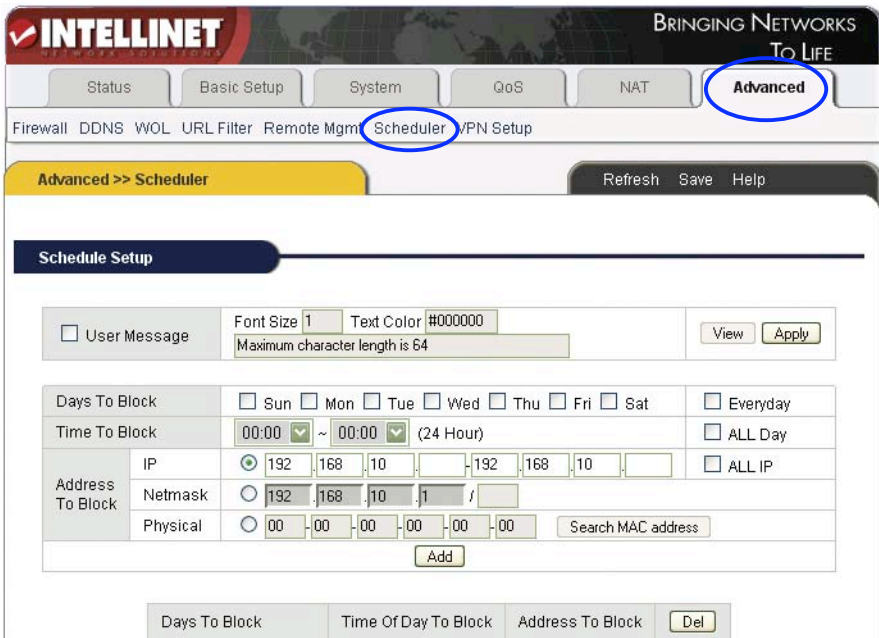 INTELLINET
NETWORK SOLUTIONS
BRINGING NETWORKS
TO LIFE
Status Basic Setup System QoS NAT Advanced
Firewall DDNS WOL URL Filter Remote Mgmt Scheduler VPN Setup
Advanced >> Scheduler
Refresh Save Help
Schedule Setup
User Message
Font Size 1 Text Color #000000
Maximum character length is 64
View Apply
Days To Block Sun Mon Tue Wed Thu Fri Sat Everyday
Time To Block 00:00 ~ 00:00 (24 Hour) ALL Day
Address To Block
IP 192 .168 .10 . -192 .168 .10 . ALL IP
Netmask 192 .168 .10 .1 /
Physical 00 -00 -00 -00 -00 -00 Search MAC address
Add
Days To Block Time Of Day To Block Address To Block Del